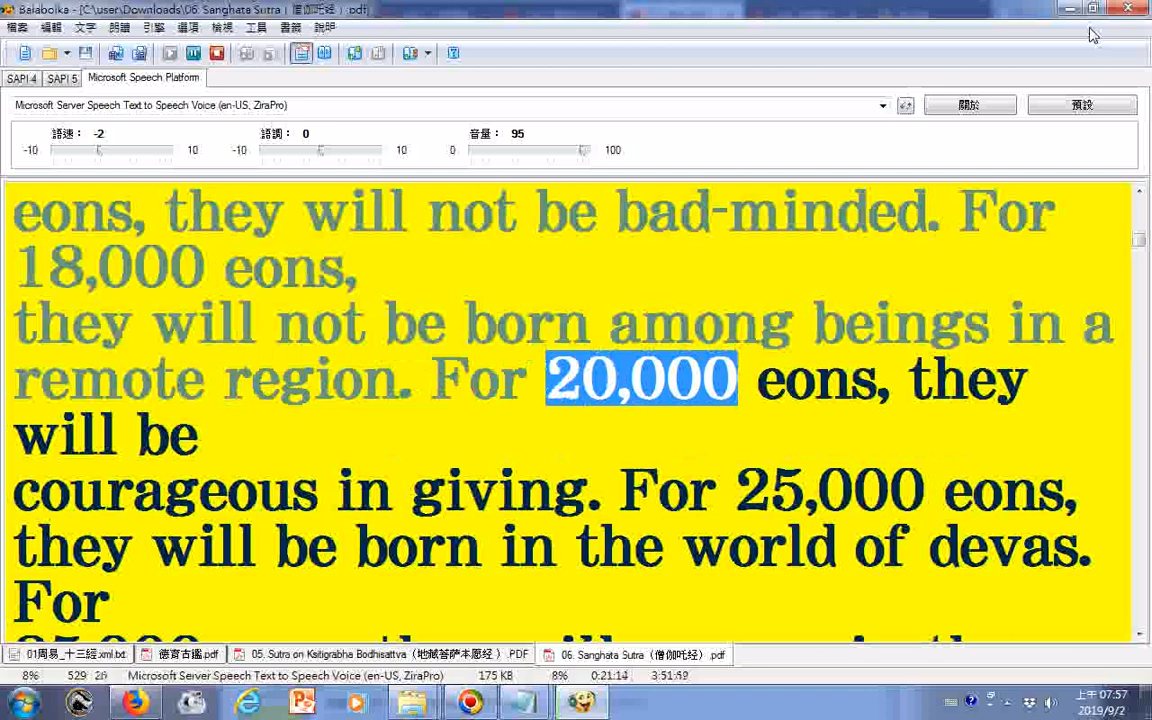 Balabolka - [C:\user\Downloads\06. Sanghata Sutra（僧伽吒经）.pdf]
檔案 編輯 文字 朗讀 引擎 選項 檢視 工具 書籤 說明
SAPI 4 SAPI 5 Microsoft Speech Platform
Microsoft Server Speech Text to Speech Voice (en-US, ZiraPro) 關於 預設
語速： -2 語調： 0 音量： 95
-10 10 -10 10 0 100
eons, they will not be bad-minded. For
18,000 eons,
they will not be born among beings in a
remote region. For 20,000 eons, they
will be
courageous in giving. For 25,000 eons,
they will be born in the world of devas.
For
01周易_十三經.xml.txt 德育古鑑.pdf 05. Sutra on Ksitigrabha Bodhisattva（地藏菩萨本愿经）.PDF 06. Sanghata Sutra（僧伽吒经）.pdf
8% 529 Microsoft Server Speech Text to Speech Voice (en-US, ZiraPro) 175 KB 8% 0:21:14 3:51:59
上午 07:57
2019/9/2